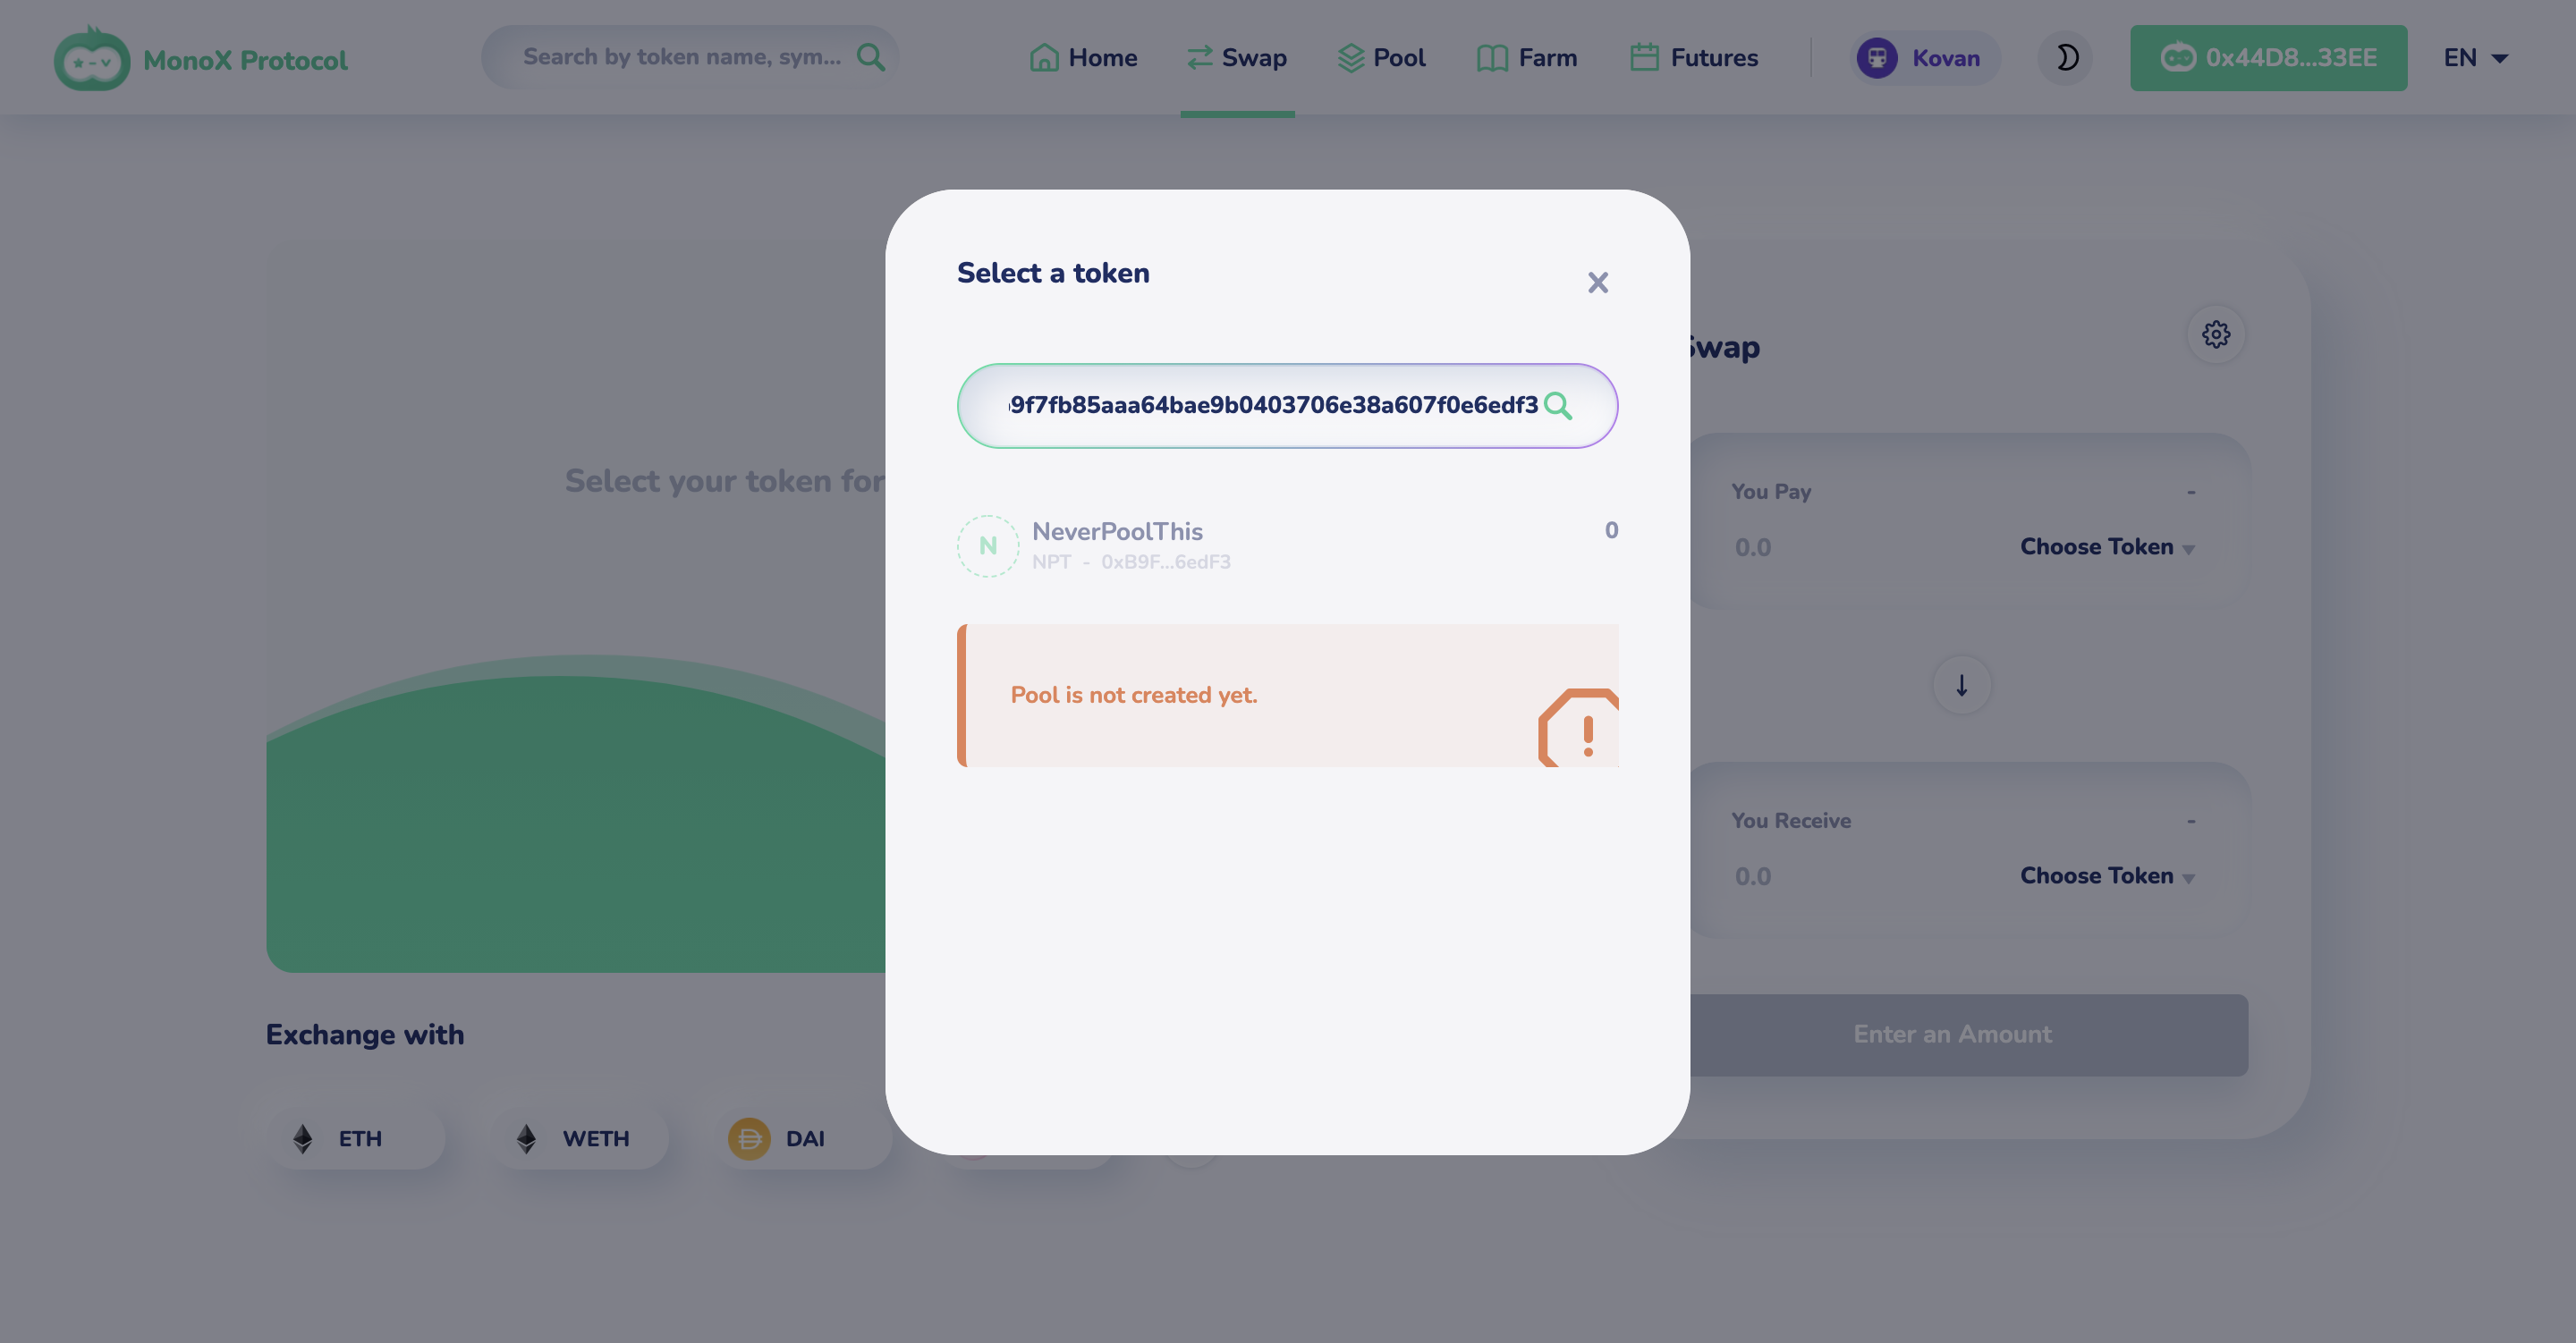 MonoX Protocol
Search by token name, sym...
Home
Swap
Pool
Farm
Futures
Kovan
0x44D8...33EE
EN
Select a token
x
9f7fb85aaa64bae9b0403706e38a607f0e6edf3
N
NeverPoolThis
0
NPT - 0xB9F...6edF3
Pool is not created yet.
Select your token for
Swap
You Pay
-
0.0
Choose Token
You Receive
-
0.0
Choose Token
Enter an Amount
Exchange with
ETH
WETH
DAI